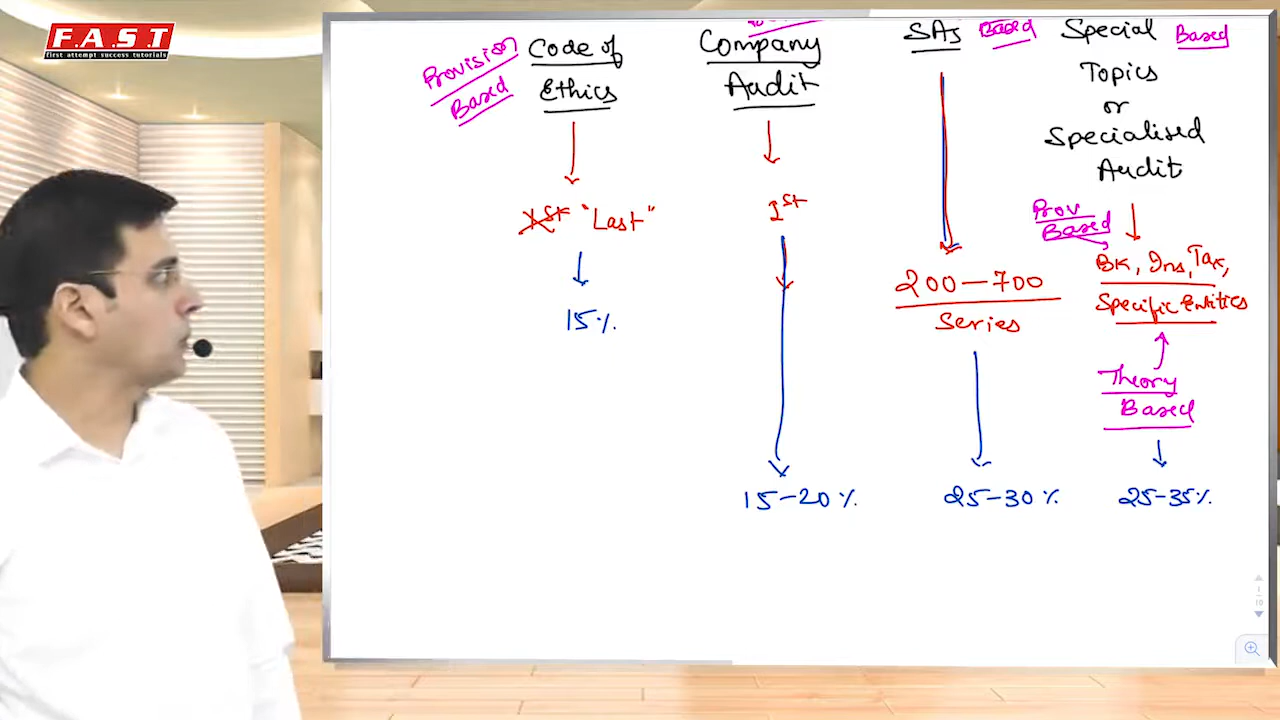 F.A.S.T
first attempt success tutorials
Provision
Based
Code of
Ethics
1st "Last"
15%
Company
Audit
1st
15-20%
SAs Based
200-700
Series
25-30%
Special Based
Topics
or
Specialised
Audit
Prov
Based
BK, Ins, Tax,
Specific Entities
Theory
Based
25-35%